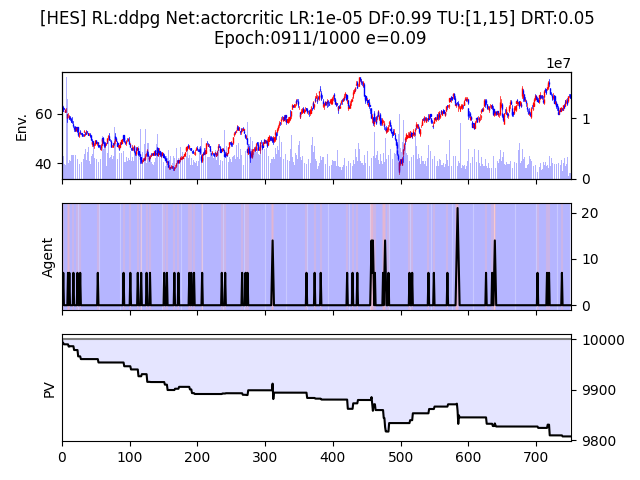 [HES] RL:ddpg Net:actorcritic LR:1e-05 DF:0.99 TU:[1,15] DRT:0.05
Epoch:0911/1000 e=0.09
1e7
60
40
Env.
1
0
Agent
20
10
0
PV
10000
9900
9800
0 100 200 300 400 500 600 700